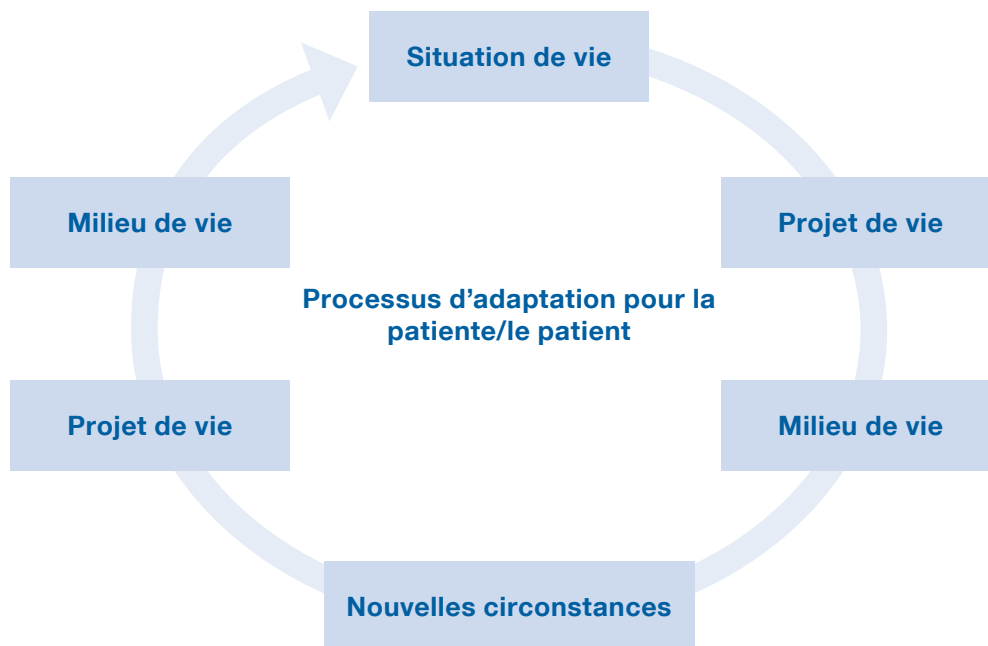 Situation de vie
Milieu de vie
Projet de vie
Processus d’adaptation pour la
patiente/le patient
Projet de vie
Milieu de vie
Nouvelles circonstances